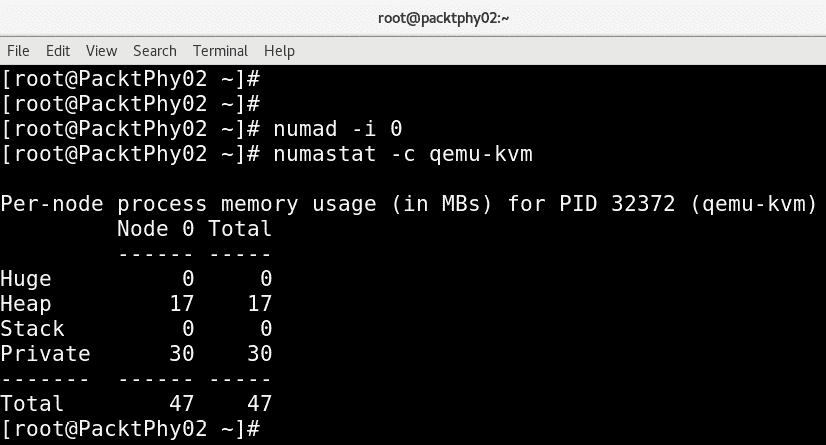 root@packtphy02:~
File Edit View Search Terminal Help
[root@PacktPhy02 ~]#
[root@PacktPhy02 ~]#
[root@PacktPhy02 ~]# numad -i 0
[root@PacktPhy02 ~]# numastat -c qemu-kvm
Per-node process memory usage (in MBs) for PID 32372 (qemu-kvm)
         Node 0 Total
         ------ -----
Huge          0     0
Heap         17    17
Stack         0     0
Private      30    30
-------  ------ -----
Total        47    47
[root@PacktPhy02 ~]#